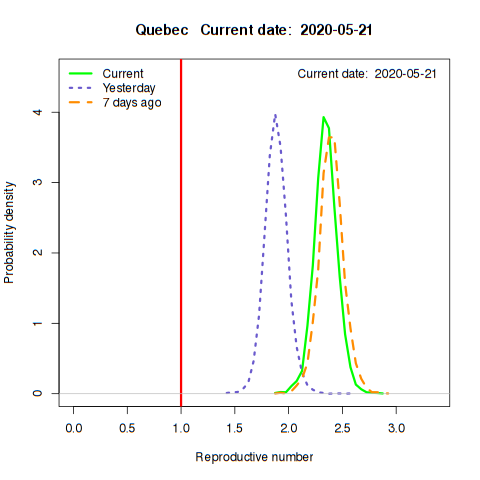 Quebec   Current date:  2020-05-21
Current
Yesterday
7 days ago
Current date:  2020-05-21
Probability density
4
3
2
1
0
0.0 0.5 1.0 1.5 2.0 2.5 3.0
Reproductive number